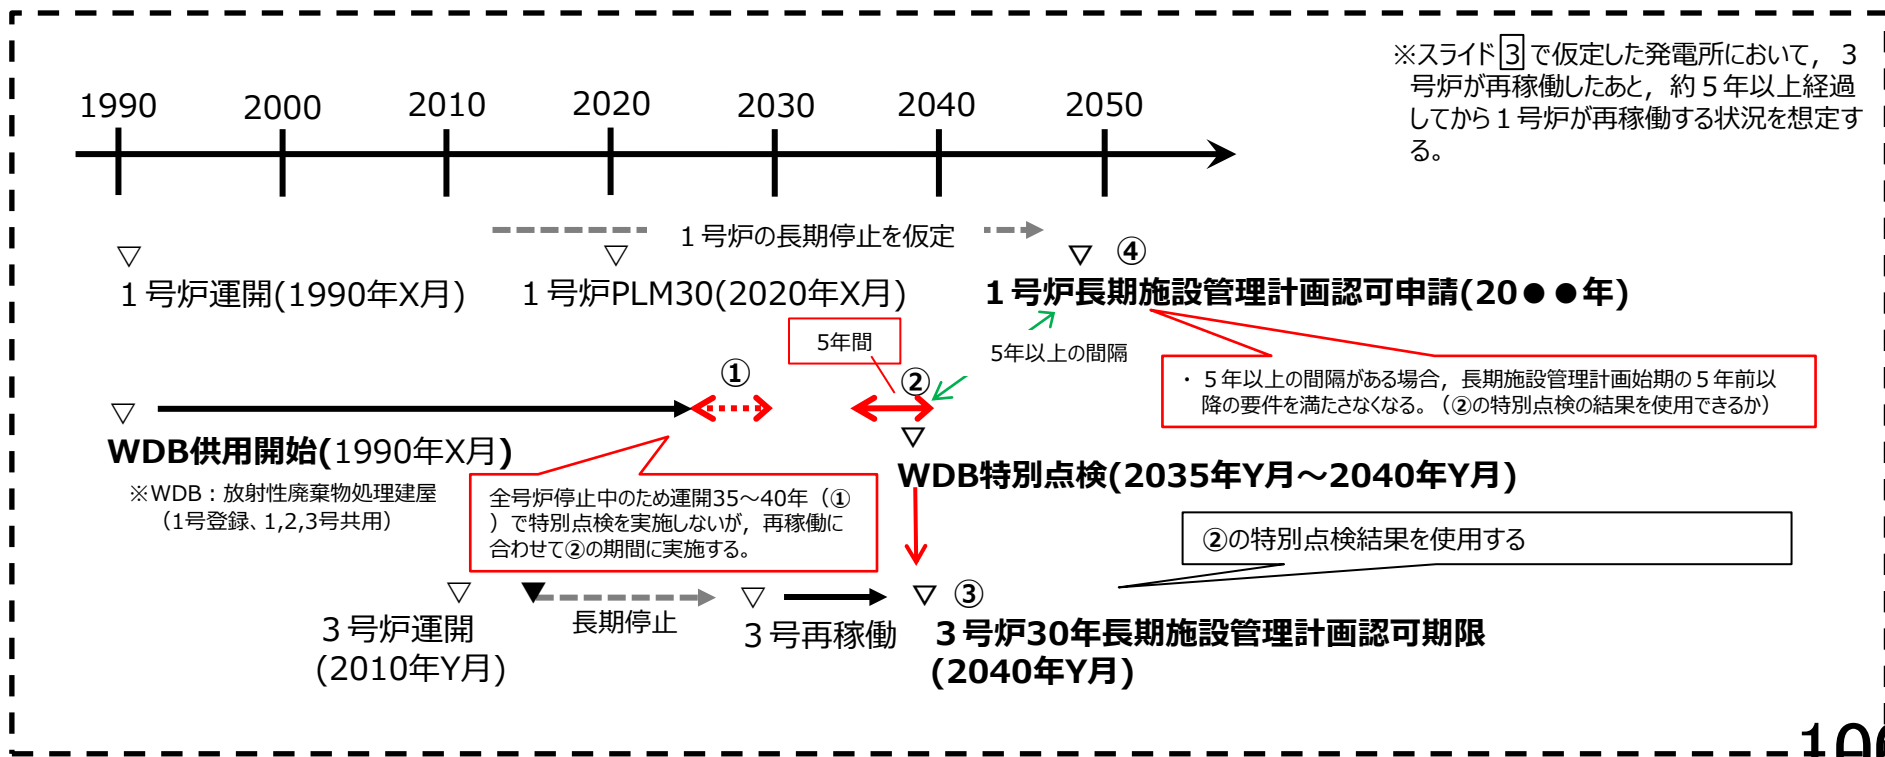 ※スライド3で仮定した発電所において，３
号炉が再稼働したあと，約５年以上経過
してから１号炉が再稼働する状況を想定す
る。
1990 2000 2010 2020 2030 2040 2050
１号炉の長期停止を仮定
▽ ▽ ▽ ④
１号炉運開(1990年X月) １号炉PLM30(2020年X月) １号炉長期施設管理計画認可申請(20●●年)
5年間
5年以上の間隔
・５年以上の間隔がある場合，長期施設管理計画始期の５年前以
降の要件を満たさなくなる。（②の特別点検の結果を使用できるか）
① ②
▽ ▽
WDB供用開始(1990年X月)
WDB特別点検(2035年Y月～2040年Y月)
※WDB：放射性廃棄物処理建屋
（1号登録、1,2,3号共用）
全号炉停止中のため運開35～40年（①
）で特別点検を実施しないが，再稼働に
合わせて②の期間に実施する。
②の特別点検結果を使用する
▽ ▼ ▽ ▽ ③
長期停止
３号炉運開
(2010年Y月)
３号再稼働
３号炉30年長期施設管理計画認可期限
(2040年Y月)